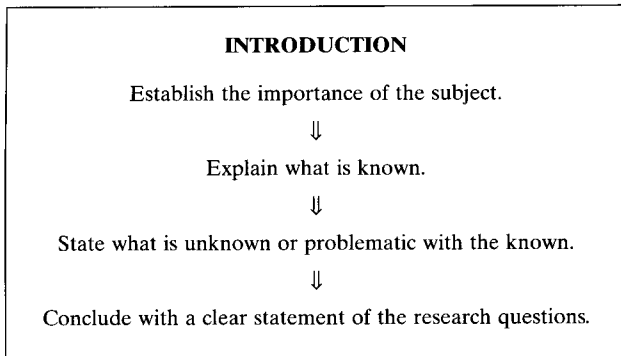 INTRODUCTION
Establish the importance of the subject.
⇓
Explain what is known.
⇓
State what is unknown or problematic with the known.
⇓
Conclude with a clear statement of the research questions.